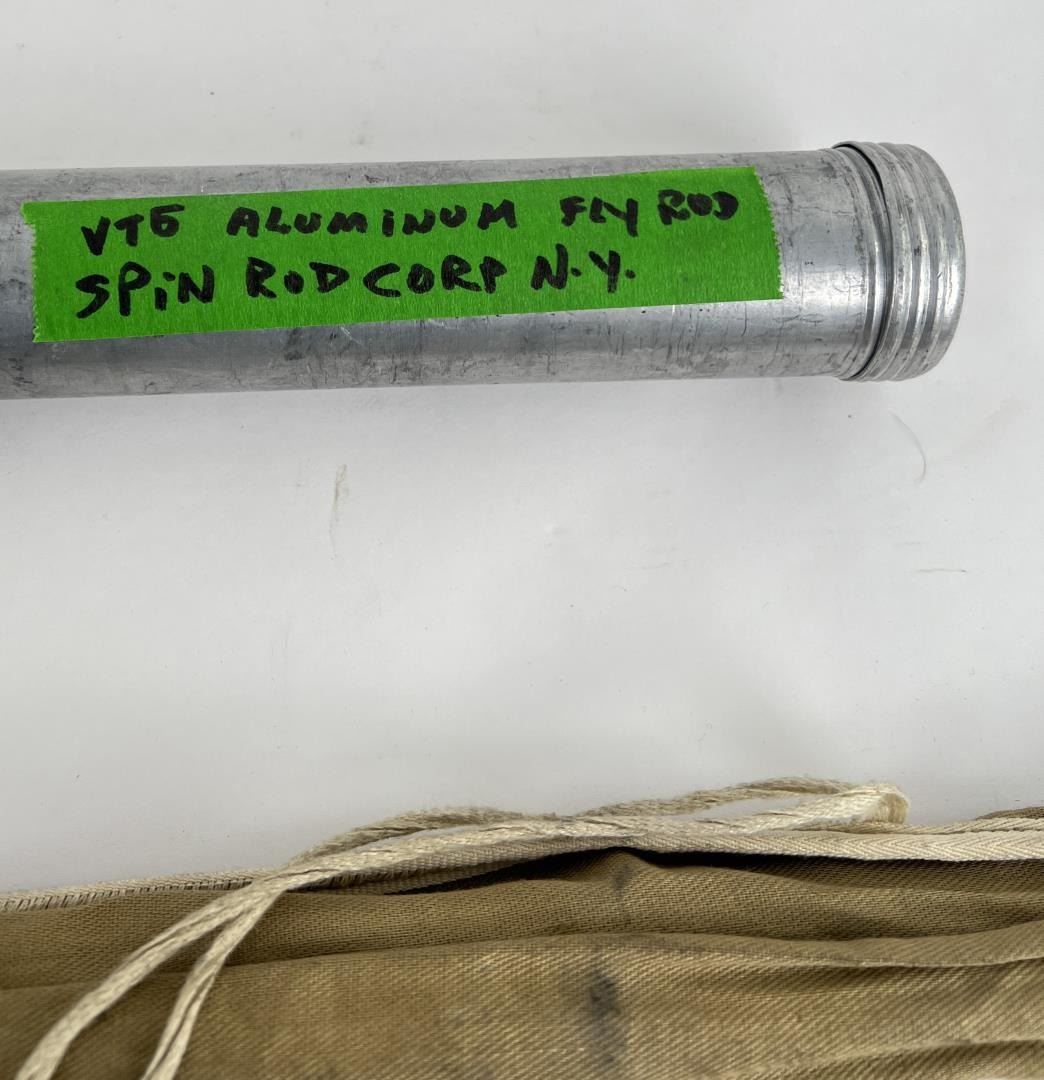 VTG ALUMINUM FLY ROD
SPIN ROD CORP N.Y.